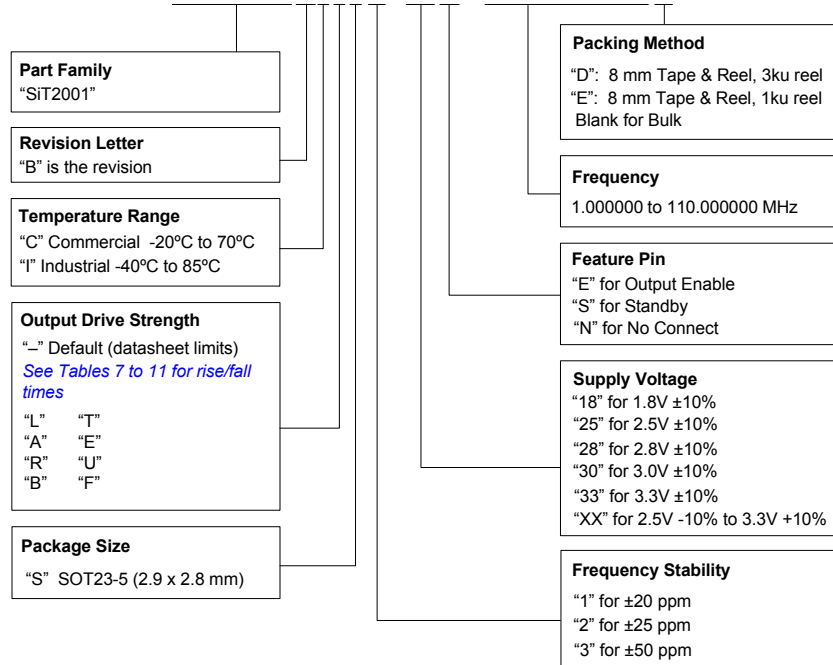 Part Family
“SiT2001”
Revision Letter
“B” is the revision
Temperature Range
“C” Commercial -20ºC to 70ºC
“I” Industrial -40ºC to 85ºC
Output Drive Strength
“–” Default (datasheet limits)
See Tables 7 to 11 for rise/fall
times
“L” “T”
“A” “E”
“R” “U”
“B” “F”
Package Size
“S” SOT23-5 (2.9 x 2.8 mm)
Packing Method
“D”: 8 mm Tape & Reel, 3ku reel
“E”: 8 mm Tape & Reel, 1ku reel
Blank for Bulk
Frequency
1.000000 to 110.000000 MHz
Feature Pin
“E” for Output Enable
“S” for Standby
“N” for No Connect
Supply Voltage
“18” for 1.8V ±10%
“25” for 2.5V ±10%
“28” for 2.8V ±10%
“30” for 3.0V ±10%
“33” for 3.3V ±10%
“XX” for 2.5V -10% to 3.3V +10%
Frequency Stability
“1” for ±20 ppm
“2” for ±25 ppm
“3” for ±50 ppm